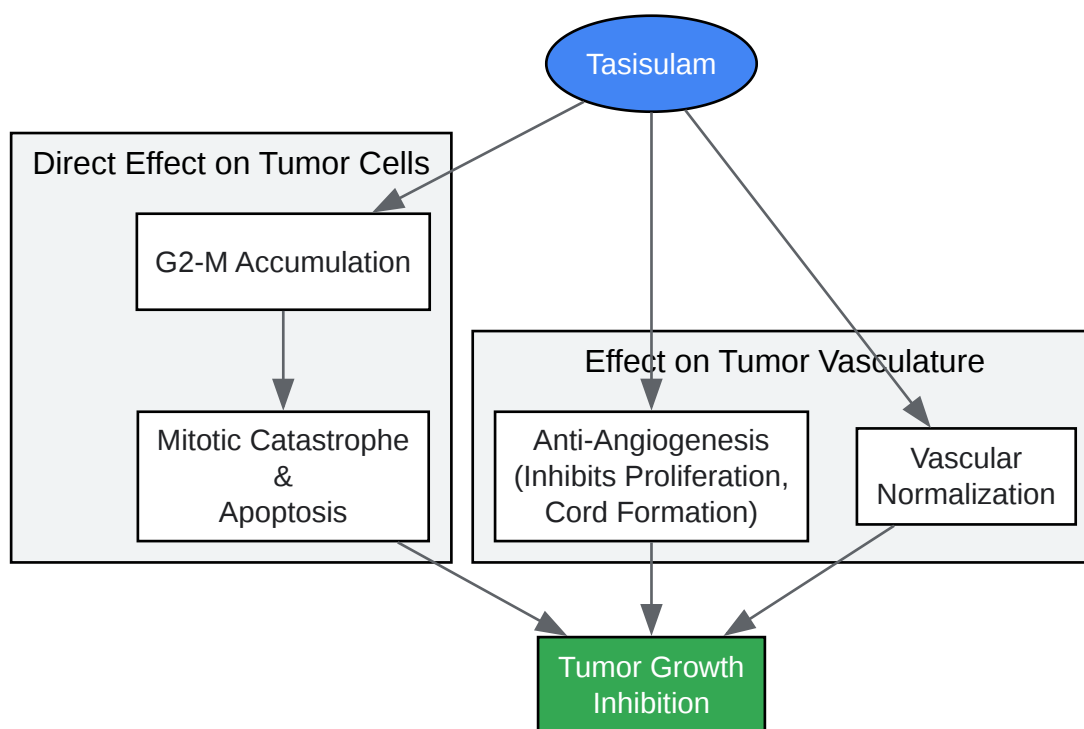 Tasisulam
Direct Effect on Tumor Cells
G2-M Accumulation
Mitotic Catastrophe
&
Apoptosis
Effect on Tumor Vasculature
Anti-Angiogenesis
(Inhibits Proliferation,
Cord Formation)
Vascular
Normalization
Tumor Growth
Inhibition